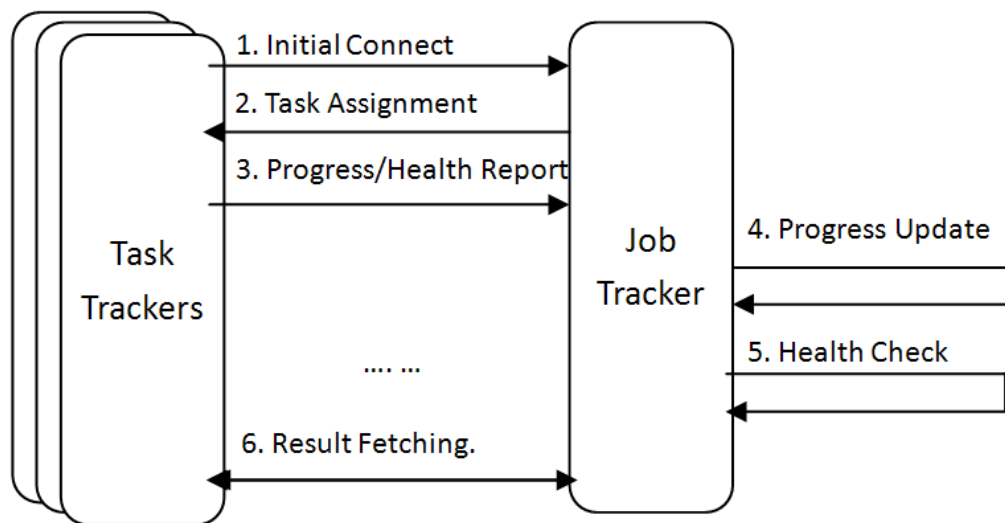 1. Initial Connect
2. Task Assignment
3. Progress/Health Report
Task
Trackers
Job
Tracker
4. Progress Update
5. Health Check
.... ...
6. Result Fetching.